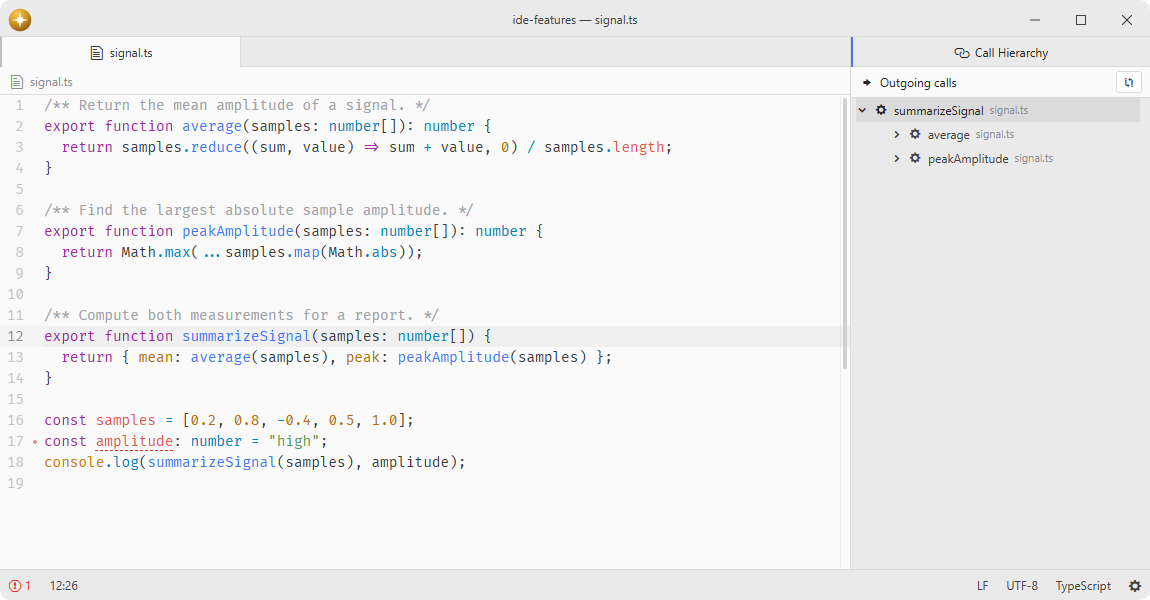 ide-features — signal.ts
signal.ts
Call Hierarchy
signal.ts
Outgoing calls
1 /** Return the mean amplitude of a signal. */
2 export function average(samples: number[]): number {
3   return samples.reduce((sum, value) => sum + value, 0) / samples.length;
4 }
5
6 /** Find the largest absolute sample amplitude. */
7 export function peakAmplitude(samples: number[]): number {
8   return Math.max(...samples.map(Math.abs));
9 }
10
11 /** Compute both measurements for a report. */
12 export function summarizeSignal(samples: number[]) {
13   return { mean: average(samples), peak: peakAmplitude(samples) };
14 }
15
16 const samples = [0.2, 0.8, -0.4, 0.5, 1.0];
17 const amplitude: number = "high";
18 console.log(summarizeSignal(samples), amplitude);
19
summarizeSignal signal.ts
average signal.ts
peakAmplitude signal.ts
1 12:26 LF UTF-8 TypeScript